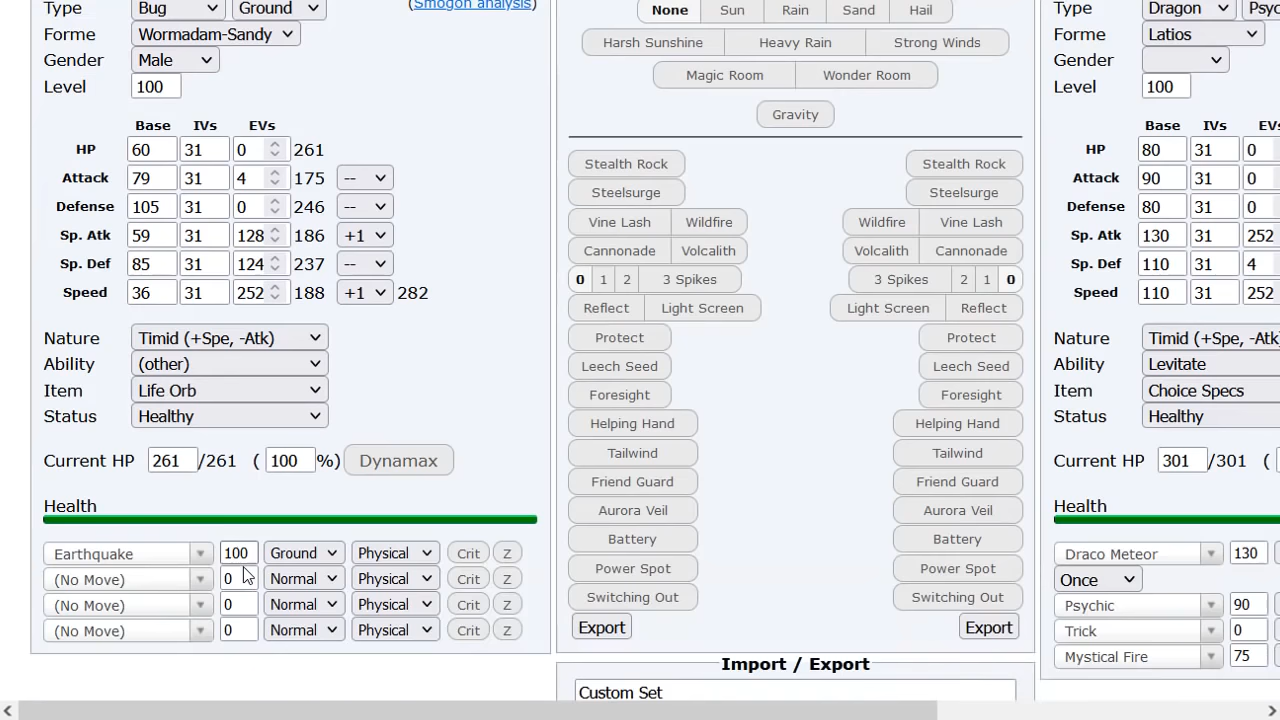 Type Bug Ground (Smogon analysis)
Forme Wormadam-Sandy
Gender Male
Level 100
Base IVs EVs
HP 60 31 0 261
Attack 79 31 4 175 --
Defense 105 31 0 246 --
Sp. Atk 59 31 128 186 +1
Sp. Def 85 31 124 237 --
Speed 36 31 252 188 +1 282
Nature Timid (+Spe, -Atk)
Ability (other)
Item Life Orb
Status Healthy
Current HP 261 /261 ( 100 %) Dynamax
Health
Earthquake 100 Ground Physical Crit Z
(No Move) 0 Normal Physical Crit Z
(No Move) 0 Normal Physical Crit Z
(No Move) 0 Normal Physical Crit Z
None Sun Rain Sand Hail
Harsh Sunshine Heavy Rain Strong Winds
Magic Room Wonder Room
Gravity
Stealth Rock Stealth Rock
Steelsurge Steelsurge
Vine Lash Wildfire Wildfire Vine Lash
Cannonade Volcalith Volcalith Cannonade
0 1 2 3 Spikes 3 Spikes 2 1 0
Reflect Light Screen Light Screen Reflect
Protect Protect
Leech Seed Leech Seed
Foresight Foresight
Helping Hand Helping Hand
Tailwind Tailwind
Friend Guard Friend Guard
Aurora Veil Aurora Veil
Battery Battery
Power Spot Power Spot
Switching Out Switching Out
Export Export
Import / Export
Custom Set
Type Dragon Psyc
Forme Latios
Gender
Level 100
Base IVs EVs
HP 80 31 0
Attack 90 31 0
Defense 80 31 0
Sp. Atk 130 31 252
Sp. Def 110 31 4
Speed 110 31 252
Nature Timid (+Spe, -Atk
Ability Levitate
Item Choice Specs
Status Healthy
Current HP 301 /301 (
Health
Draco Meteor 130
Once
Psychic 90
Trick 0
Mystical Fire 75